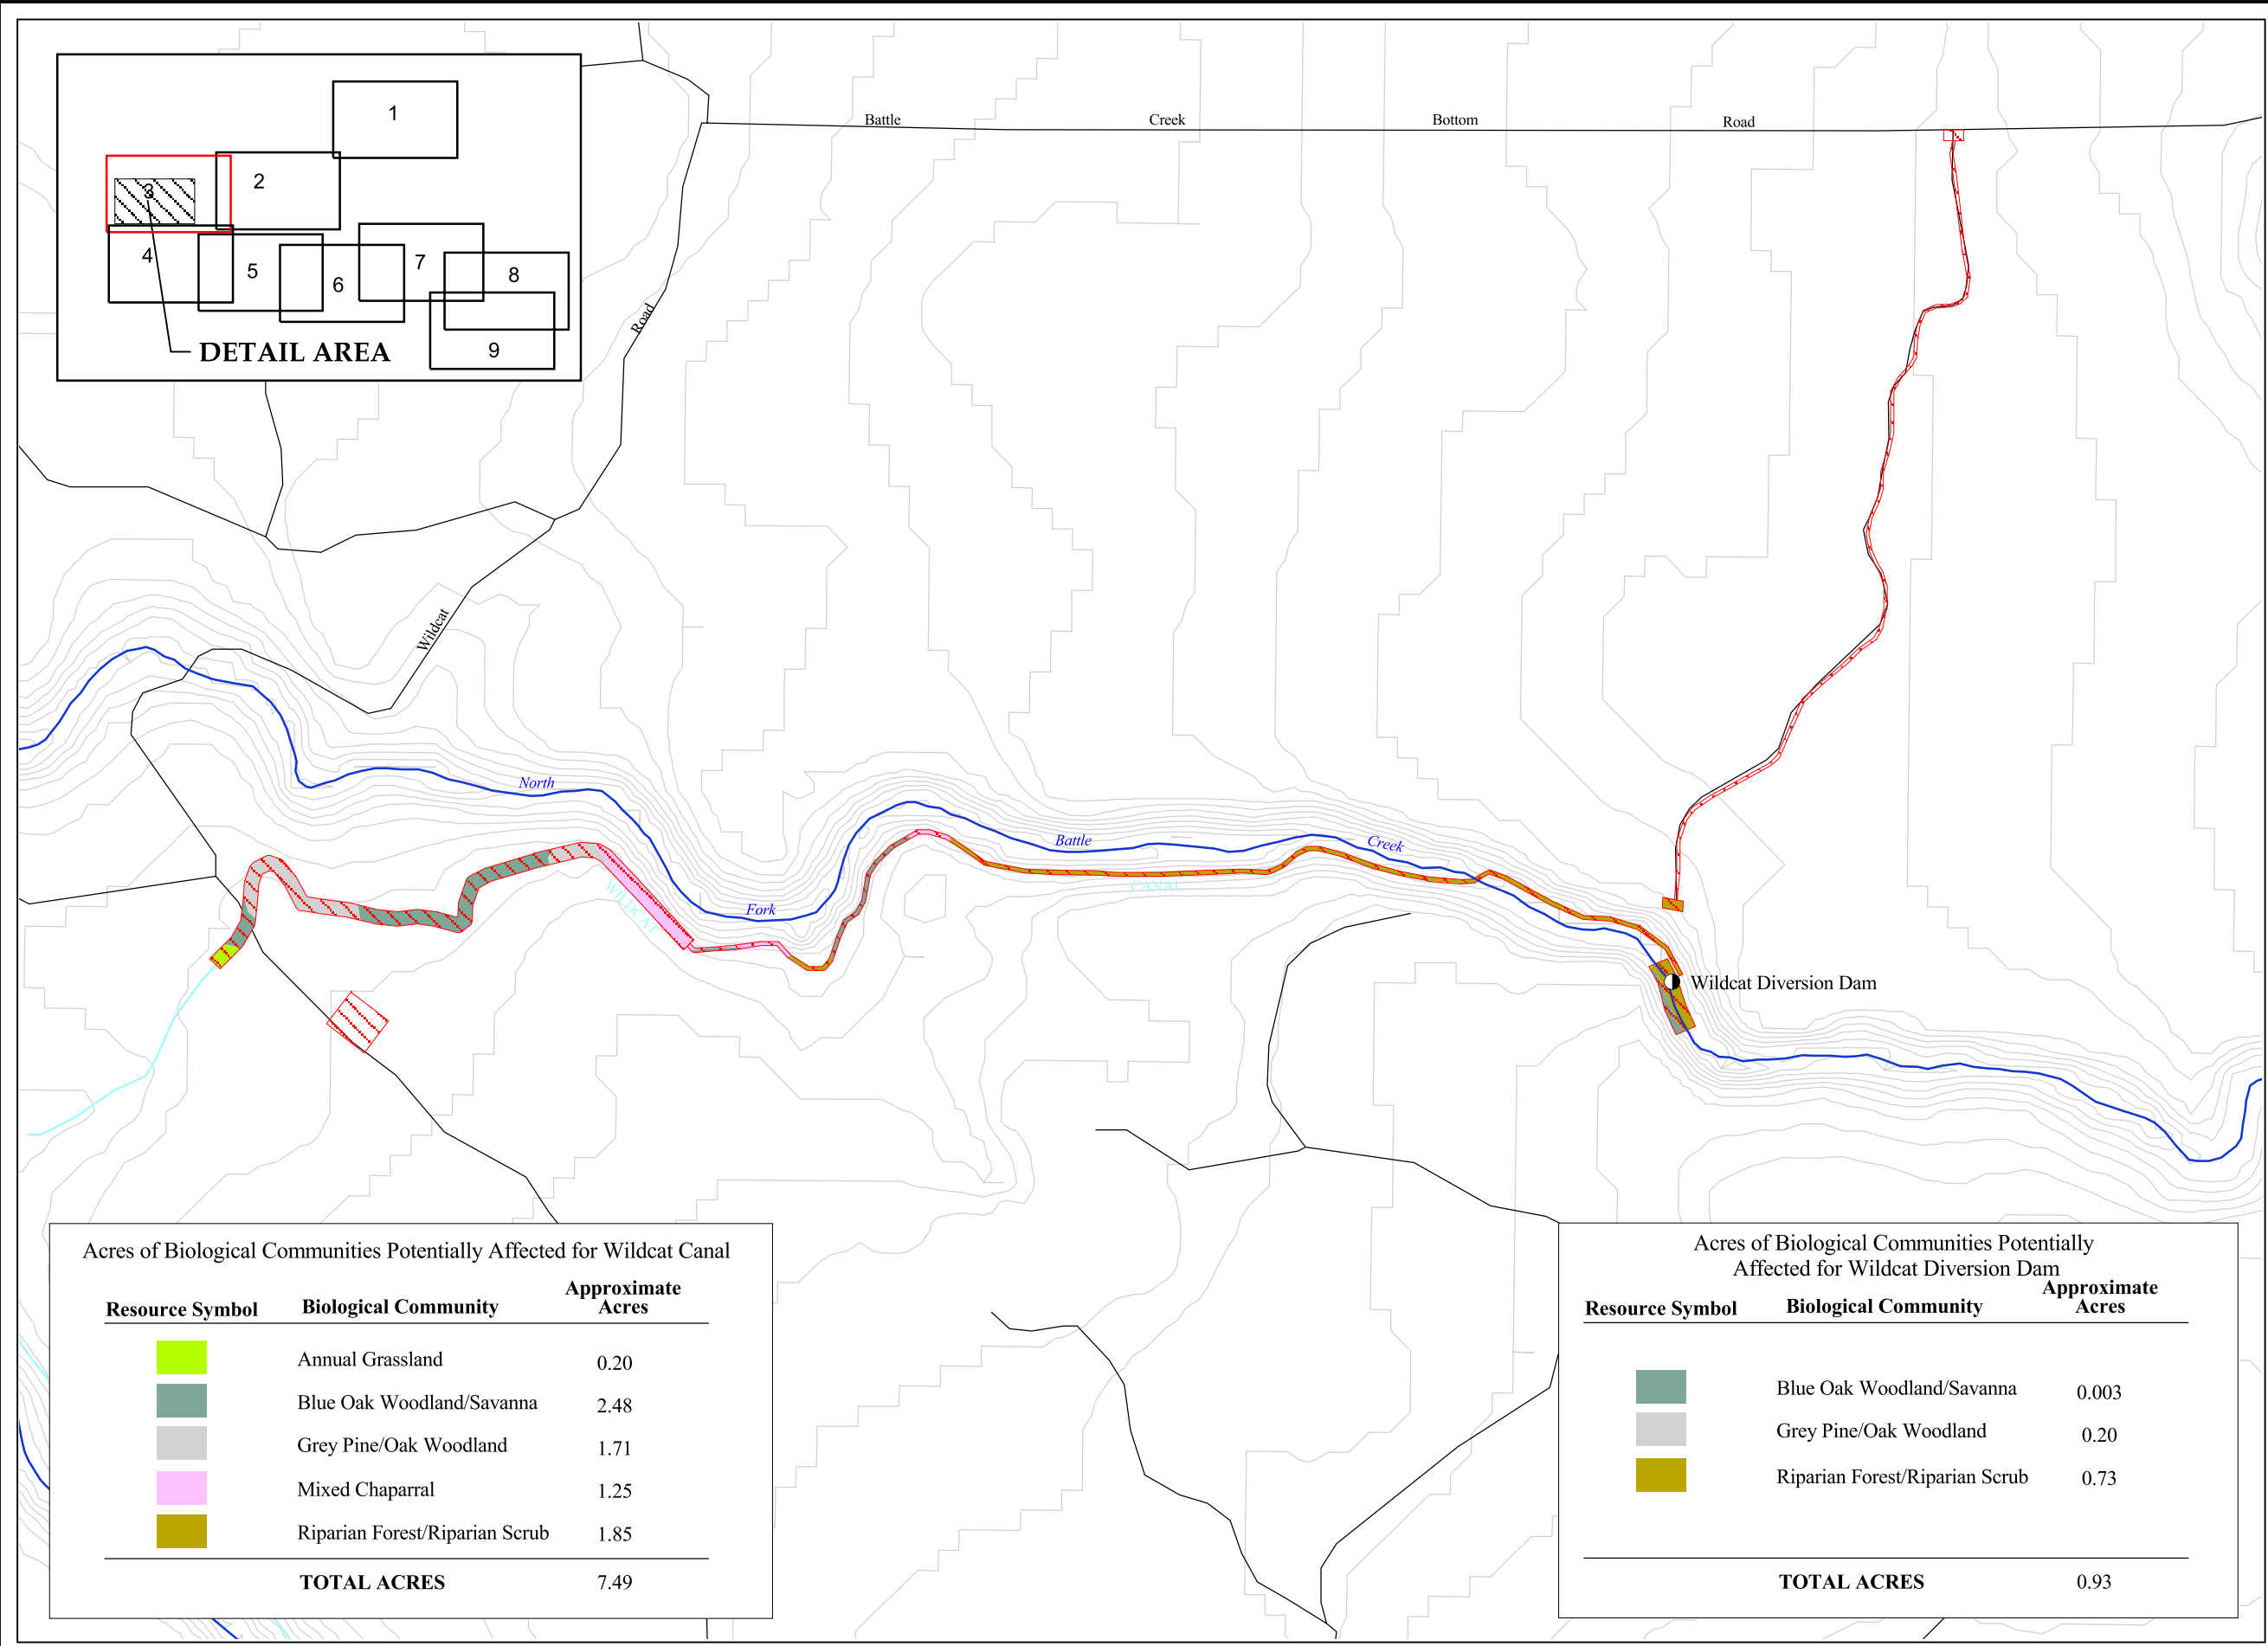 1
2
3
4
5
6
7
8
9
DETAIL AREA
Battle Creek Bottom Road
Road
Wildcat
North
Fork
Battle
Creek
WILDCAT
CANAL
Wildcat Diversion Dam
Acres of Biological Communities Potentially Affected for Wildcat Canal
Resource Symbol Biological Community Approximate Acres
Annual Grassland 0.20
Blue Oak Woodland/Savanna 2.48
Grey Pine/Oak Woodland 1.71
Mixed Chaparral 1.25
Riparian Forest/Riparian Scrub 1.85
TOTAL ACRES 7.49
Acres of Biological Communities Potentially
Affected for Wildcat Diversion Dam
Resource Symbol Biological Community Approximate Acres
Blue Oak Woodland/Savanna 0.003
Grey Pine/Oak Woodland 0.20
Riparian Forest/Riparian Scrub 0.73
TOTAL ACRES 0.93